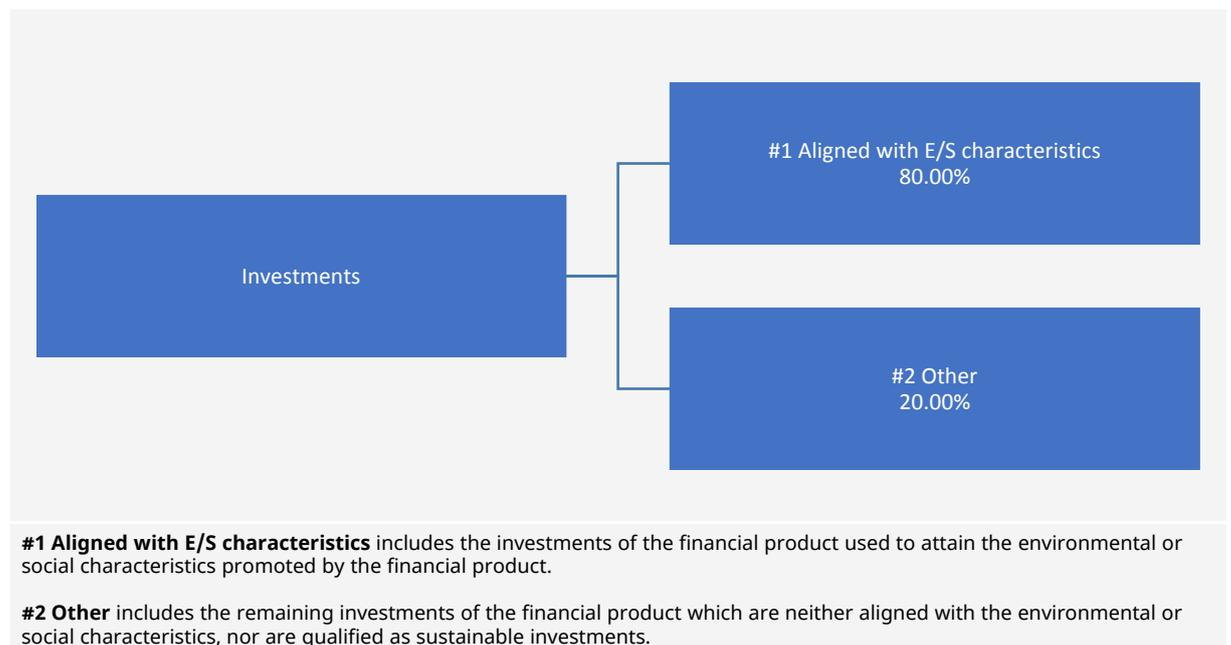 #1 Aligned with E/S characteristics
80.00%
Investments
#2 Other
20.00%
#1 Aligned with E/S characteristics includes the investments of the financial product used to attain the environmental or
social characteristics promoted by the financial product.
#2 Other includes the remaining investments of the financial product which are neither aligned with the environmental or
social characteristics, nor are qualified as sustainable investments.